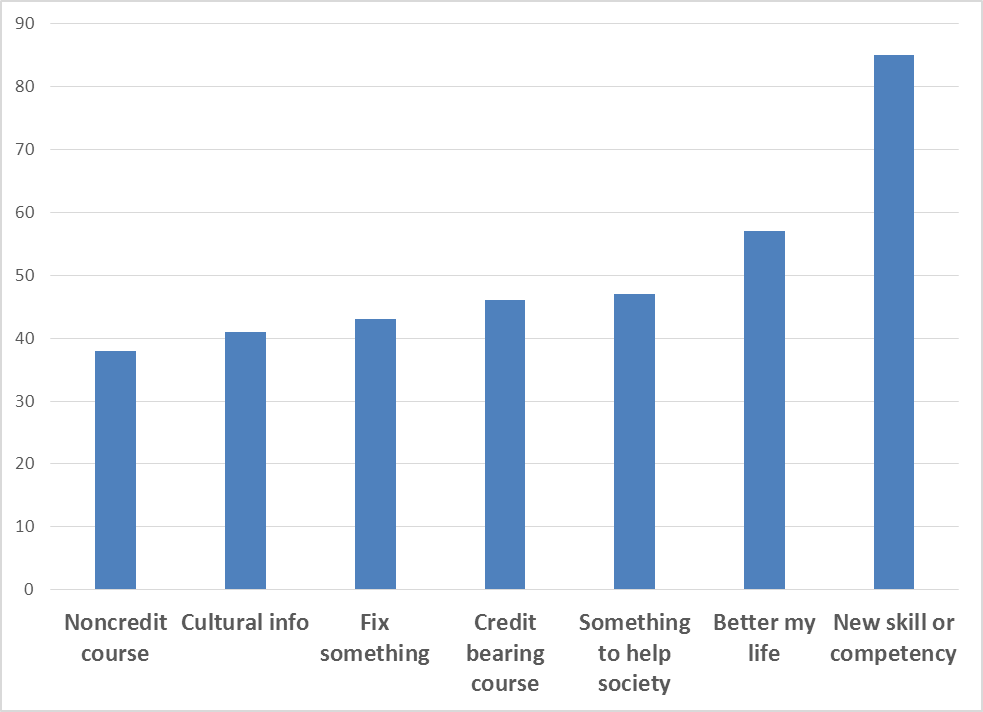 90
80
70
60
50
40
30
20
10
0
Noncredit course
Cultural info
Fix something
Credit bearing course
Something to help society
Better my life
New skill or competency